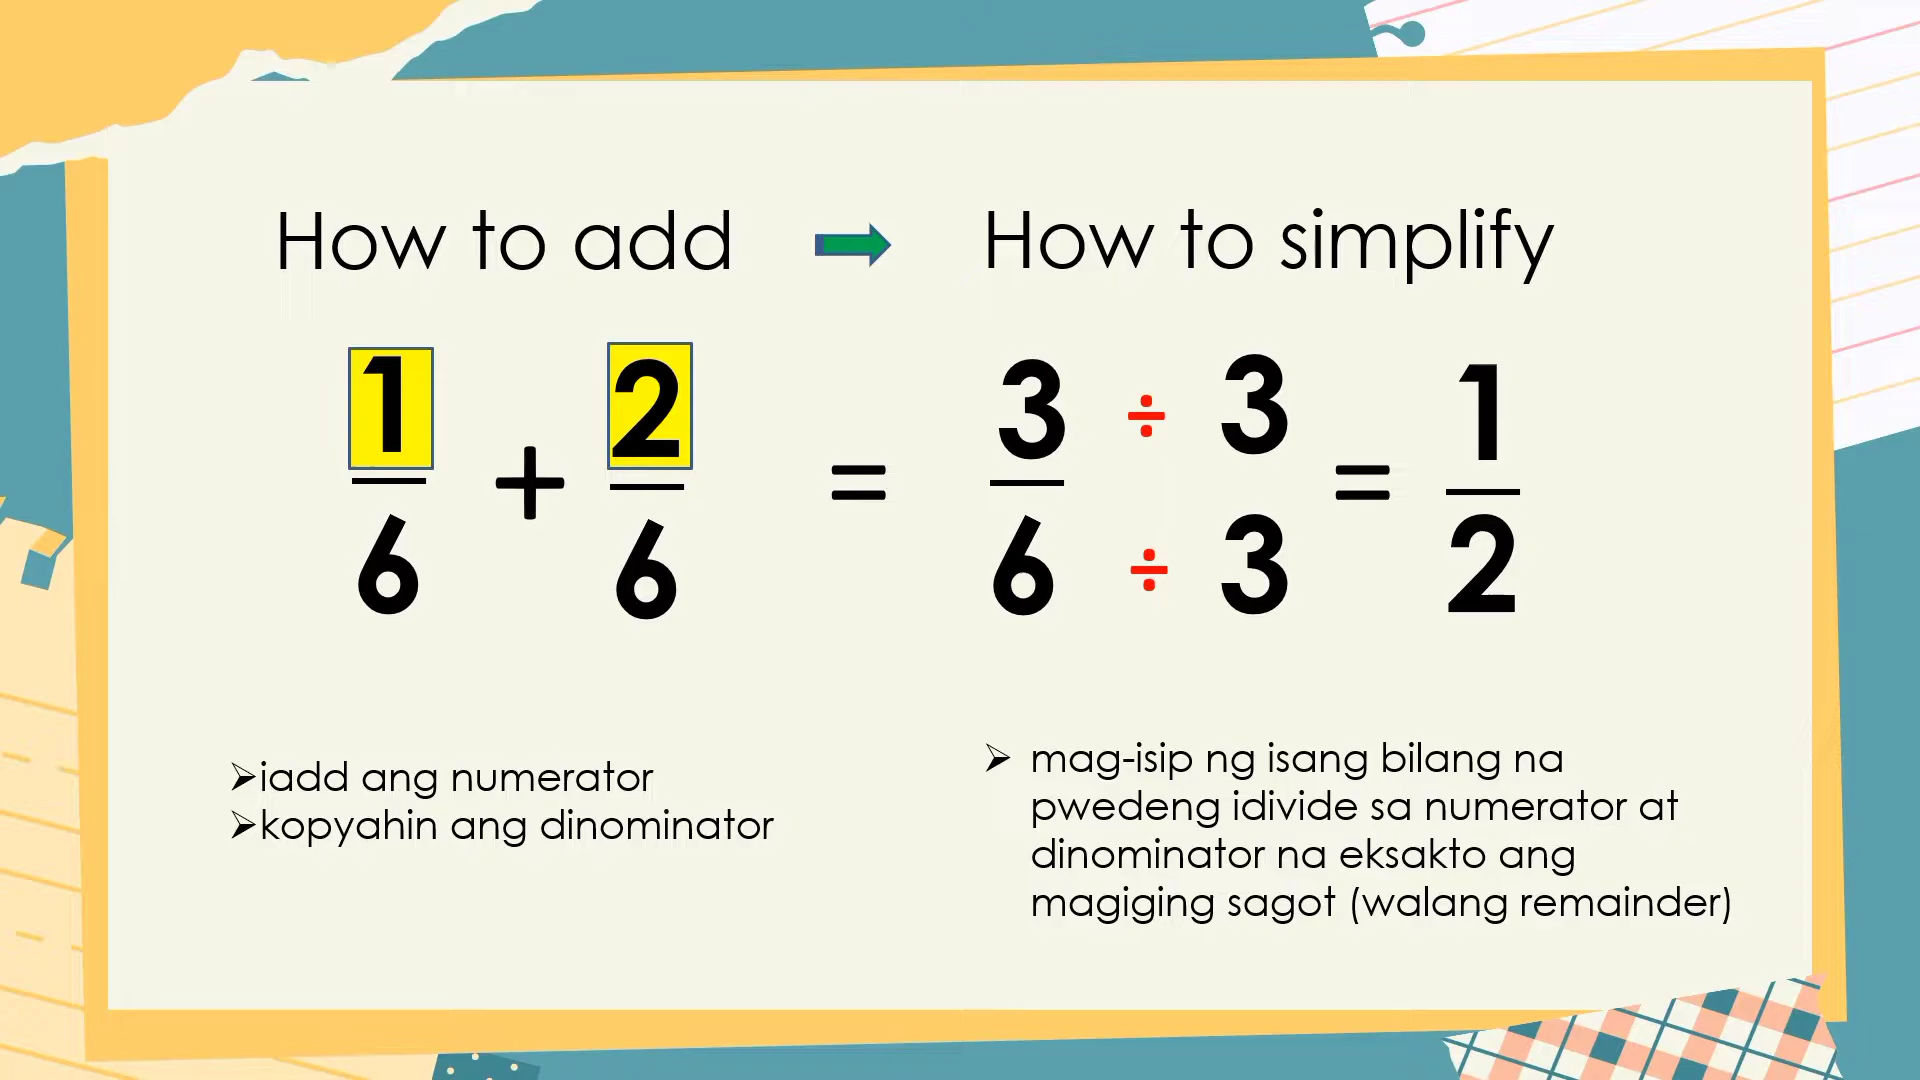 How to add
How to simplify
1 + 2 = 3 ÷ 3 = 1
6 6 6 ÷ 3 2
➢iadd ang numerator
➢kopyahin ang dinominator
➢ mag-isip ng isang bilang na
pwedeng idivide sa numerator at
dinominator na eksakto ang
magiging sagot (walang remainder)